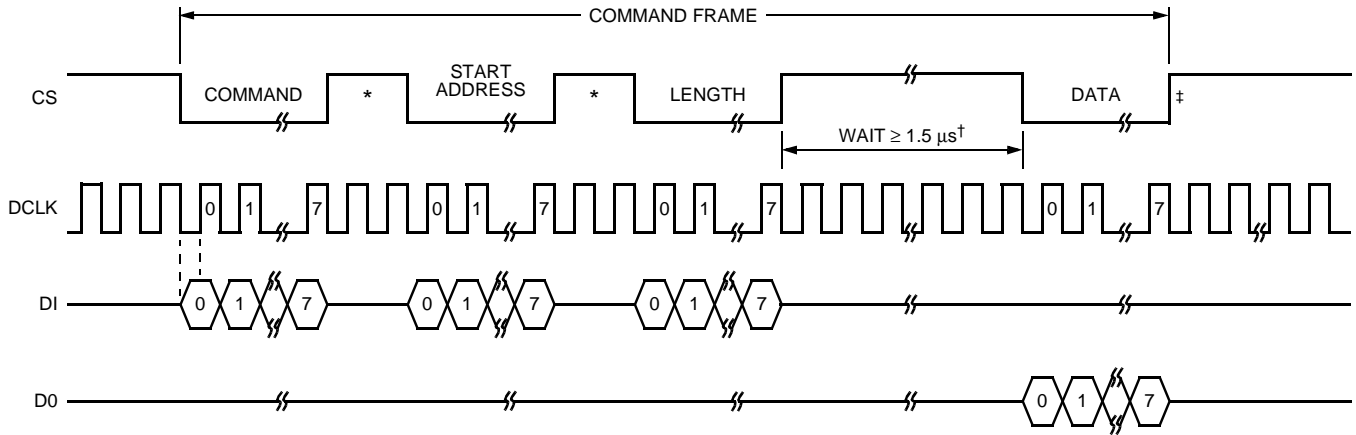 COMMAND FRAME
CS COMMAND * START ADDRESS * LENGTH DATA ‡
WAIT ≥ 1.5 µs†
DCLK 0 1 7 0 1 7 0 1 7 0 1 7
DI 0 1 7 0 1 7 0 1 7
D0 0 1 7